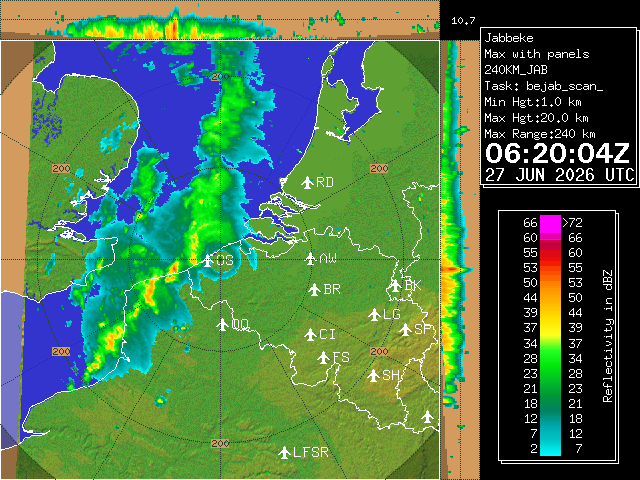 10.7
Jabbeke
Max with panels
240KM_JAB
Task: bejab_scan_
Min Hgt:1.0 km
Max Hgt:20.0 km
Max Range:240 km
06:20:04Z
27 JUN 2026 UTC
200
RD
200
200
OS
AW
BR
BK
LG
QO
CI
SP
200
FS
200
SH
200
LFSR
66 >72
60 66
55 60
53 55
50 53
44 50
39 44
37 39
34 37
28 34
23 28
21 23
18 21
12 18
7 12
2 7
Reflectivity in dBZ